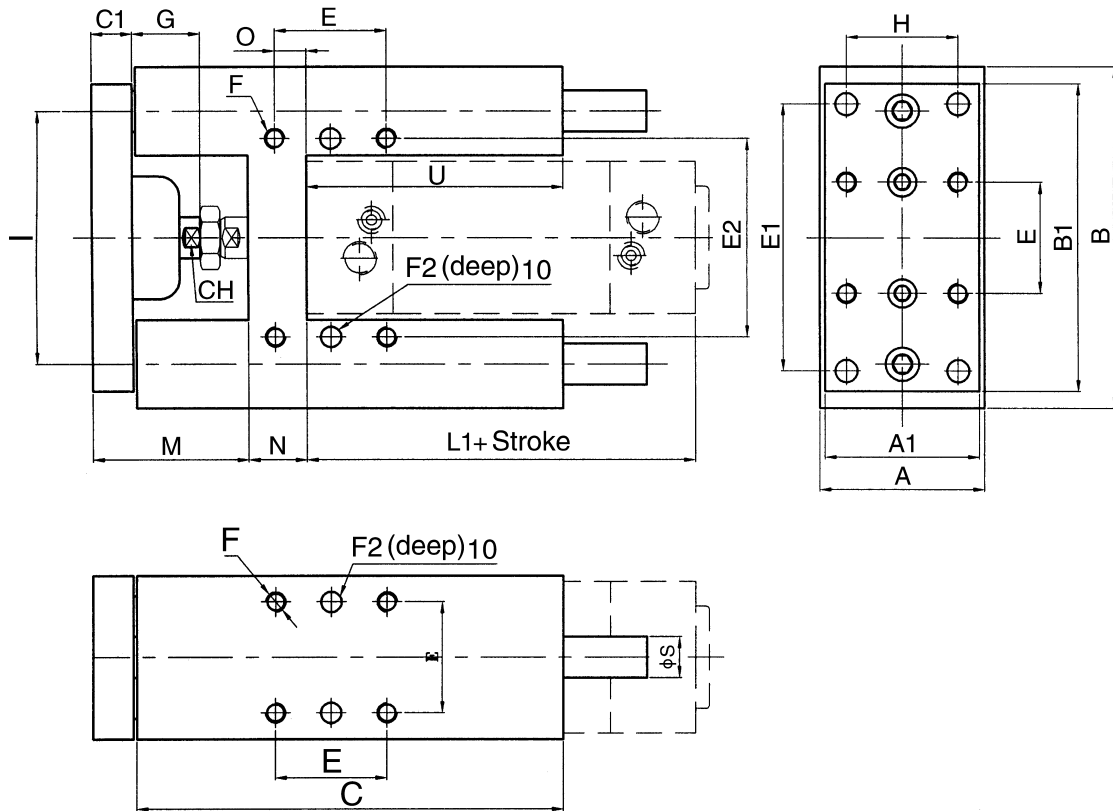 C1 G E
O
F
I
U
E2
CH
F2 (deep) 10
M N L1+ Stroke
H
E1
E
B1
B
A1
A
F F2 (deep) 10
E
φS
E
C